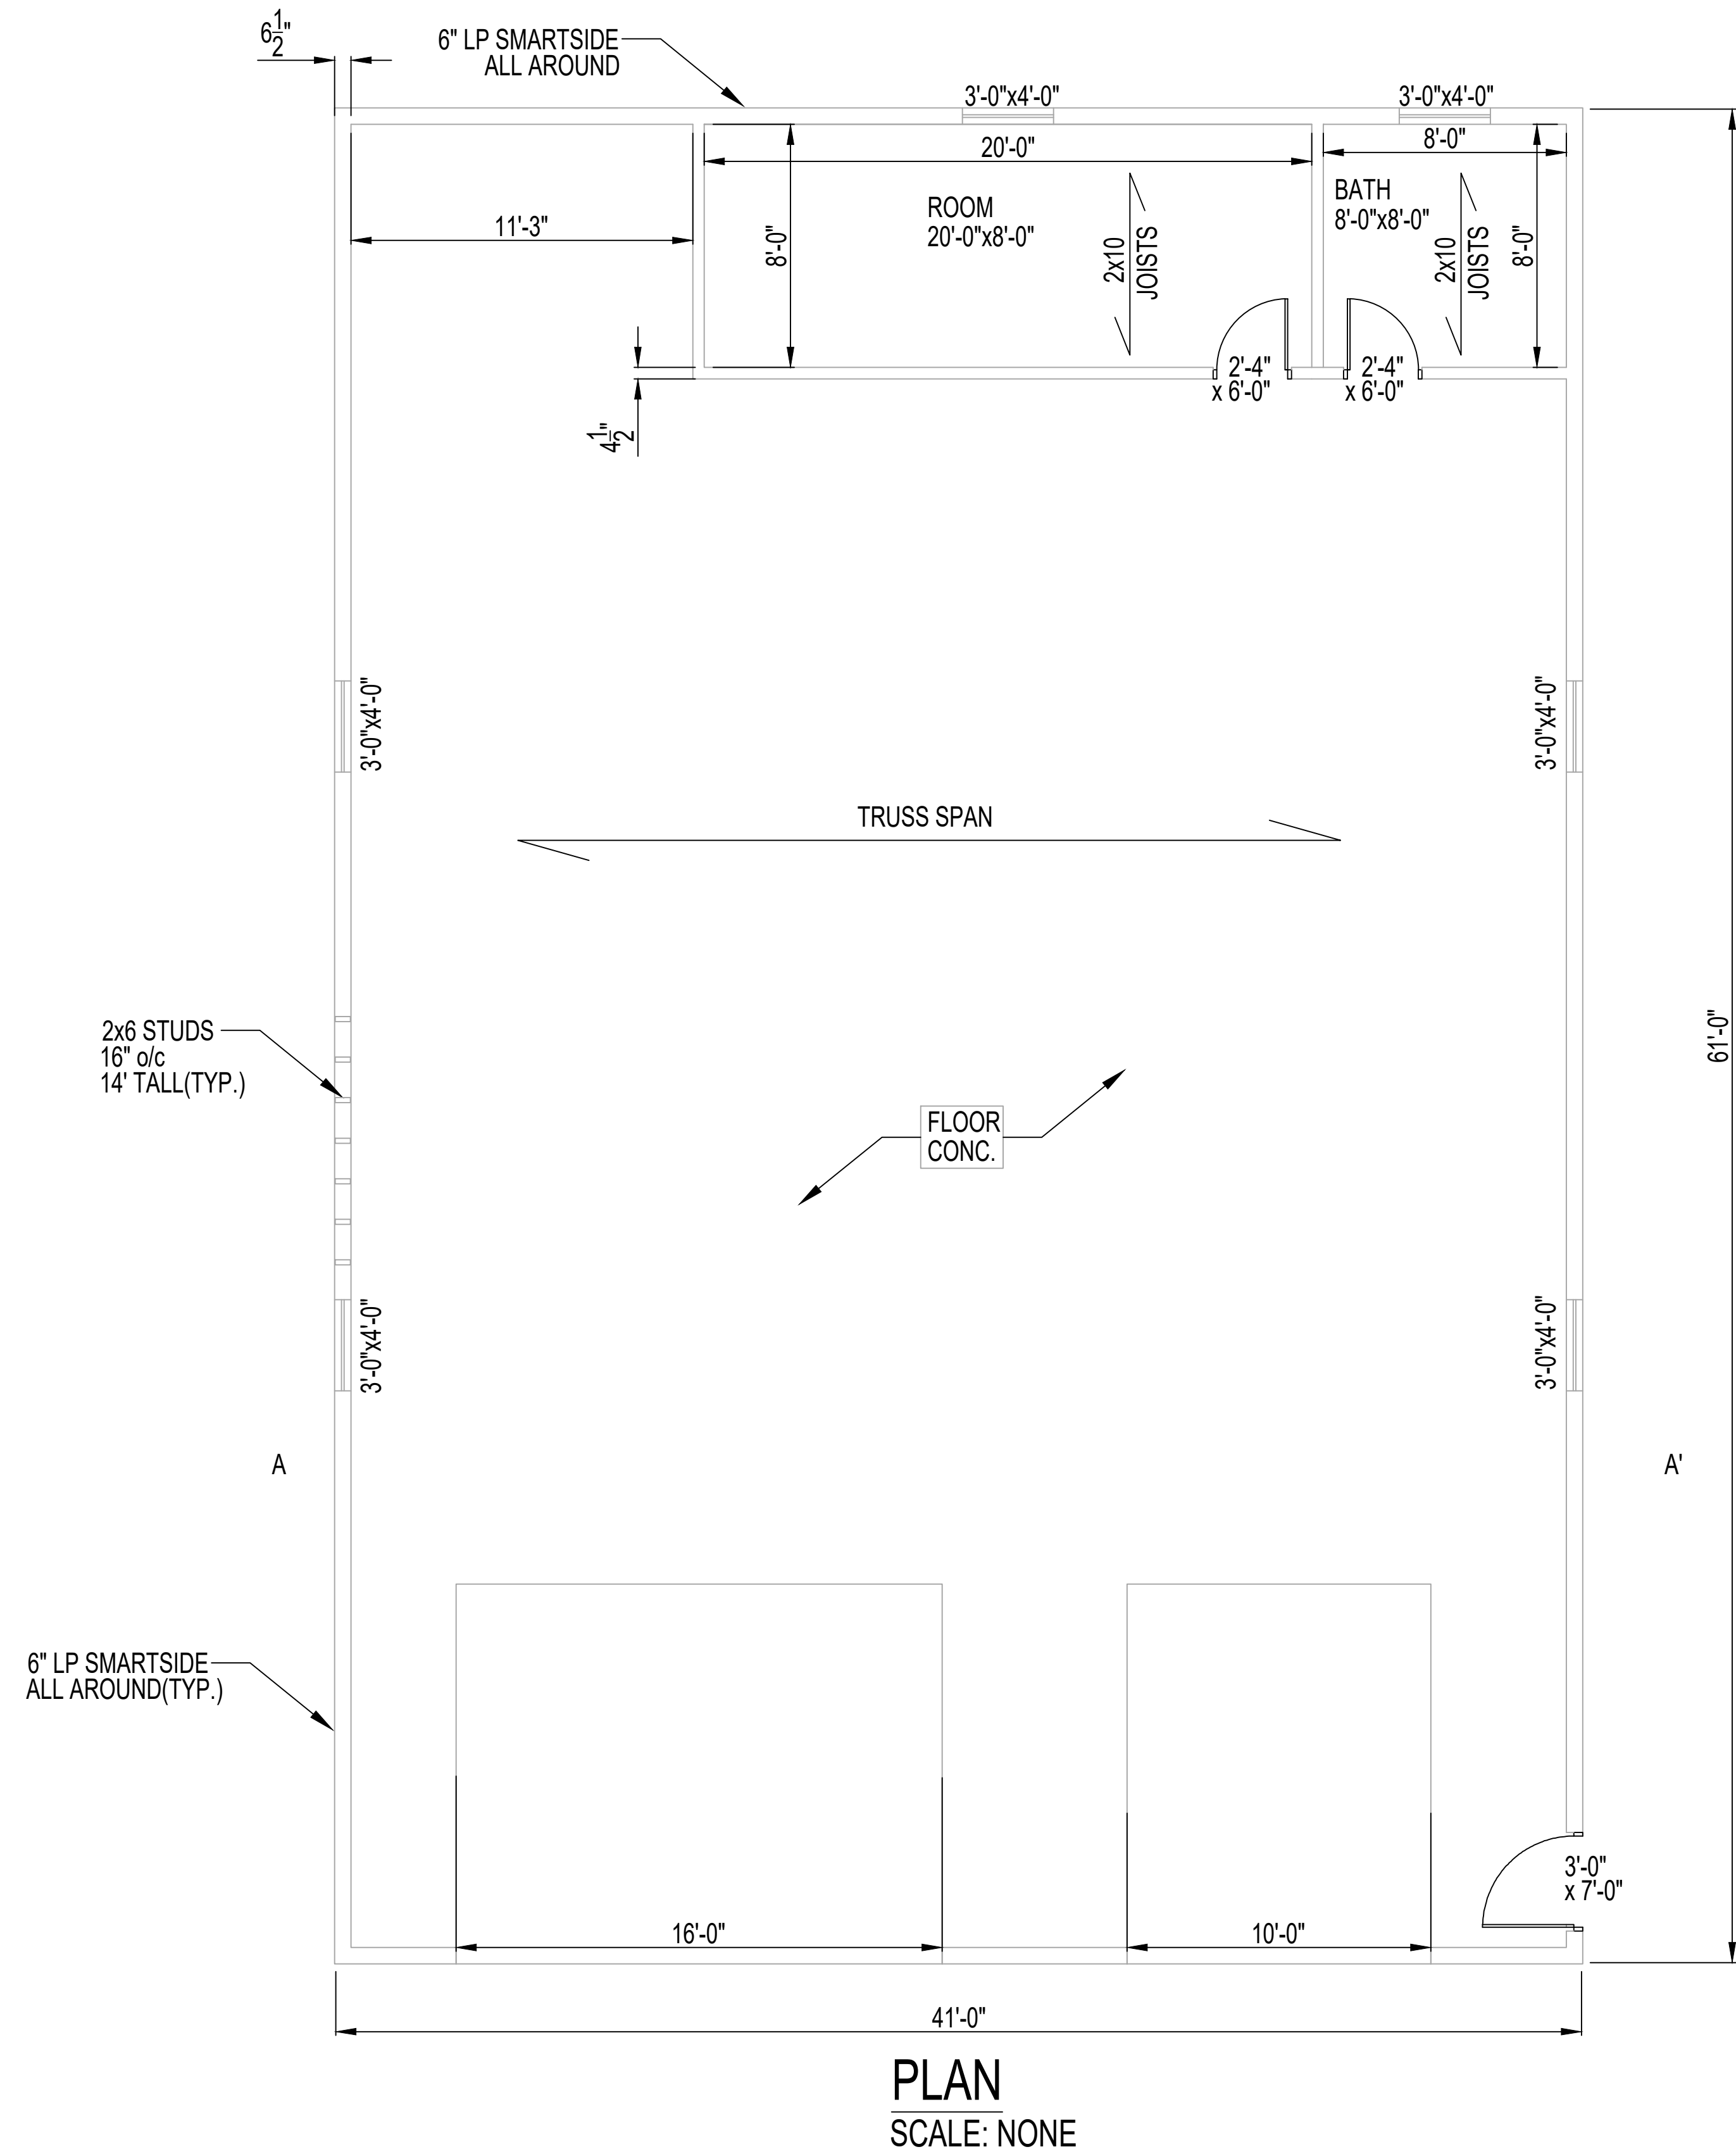 6 1/2"
6" LP SMARTSIDE
ALL AROUND
3'-0"x4'-0"
3'-0"x4'-0"
20'-0"
8'-0"
11'-3"
8'-0"
ROOM
20'-0"x8'-0"
2x10
JOISTS
BATH
8'-0"x8'-0"
2x10
JOISTS
8'-0"
2'-4"
x 6'-0"
2'-4"
x 6'-0"
4 1/2"
3'-0"x4'-0"
3'-0"x4'-0"
TRUSS SPAN
2x6 STUDS
16" o/c
14' TALL(TYP.)
61'-0"
FLOOR
CONC.
3'-0"x4'-0"
3'-0"x4'-0"
A
A'
6" LP SMARTSIDE
ALL AROUND(TYP.)
3'-0"
x 7'-0"
16'-0"
10'-0"
41'-0"
PLAN
SCALE: NONE